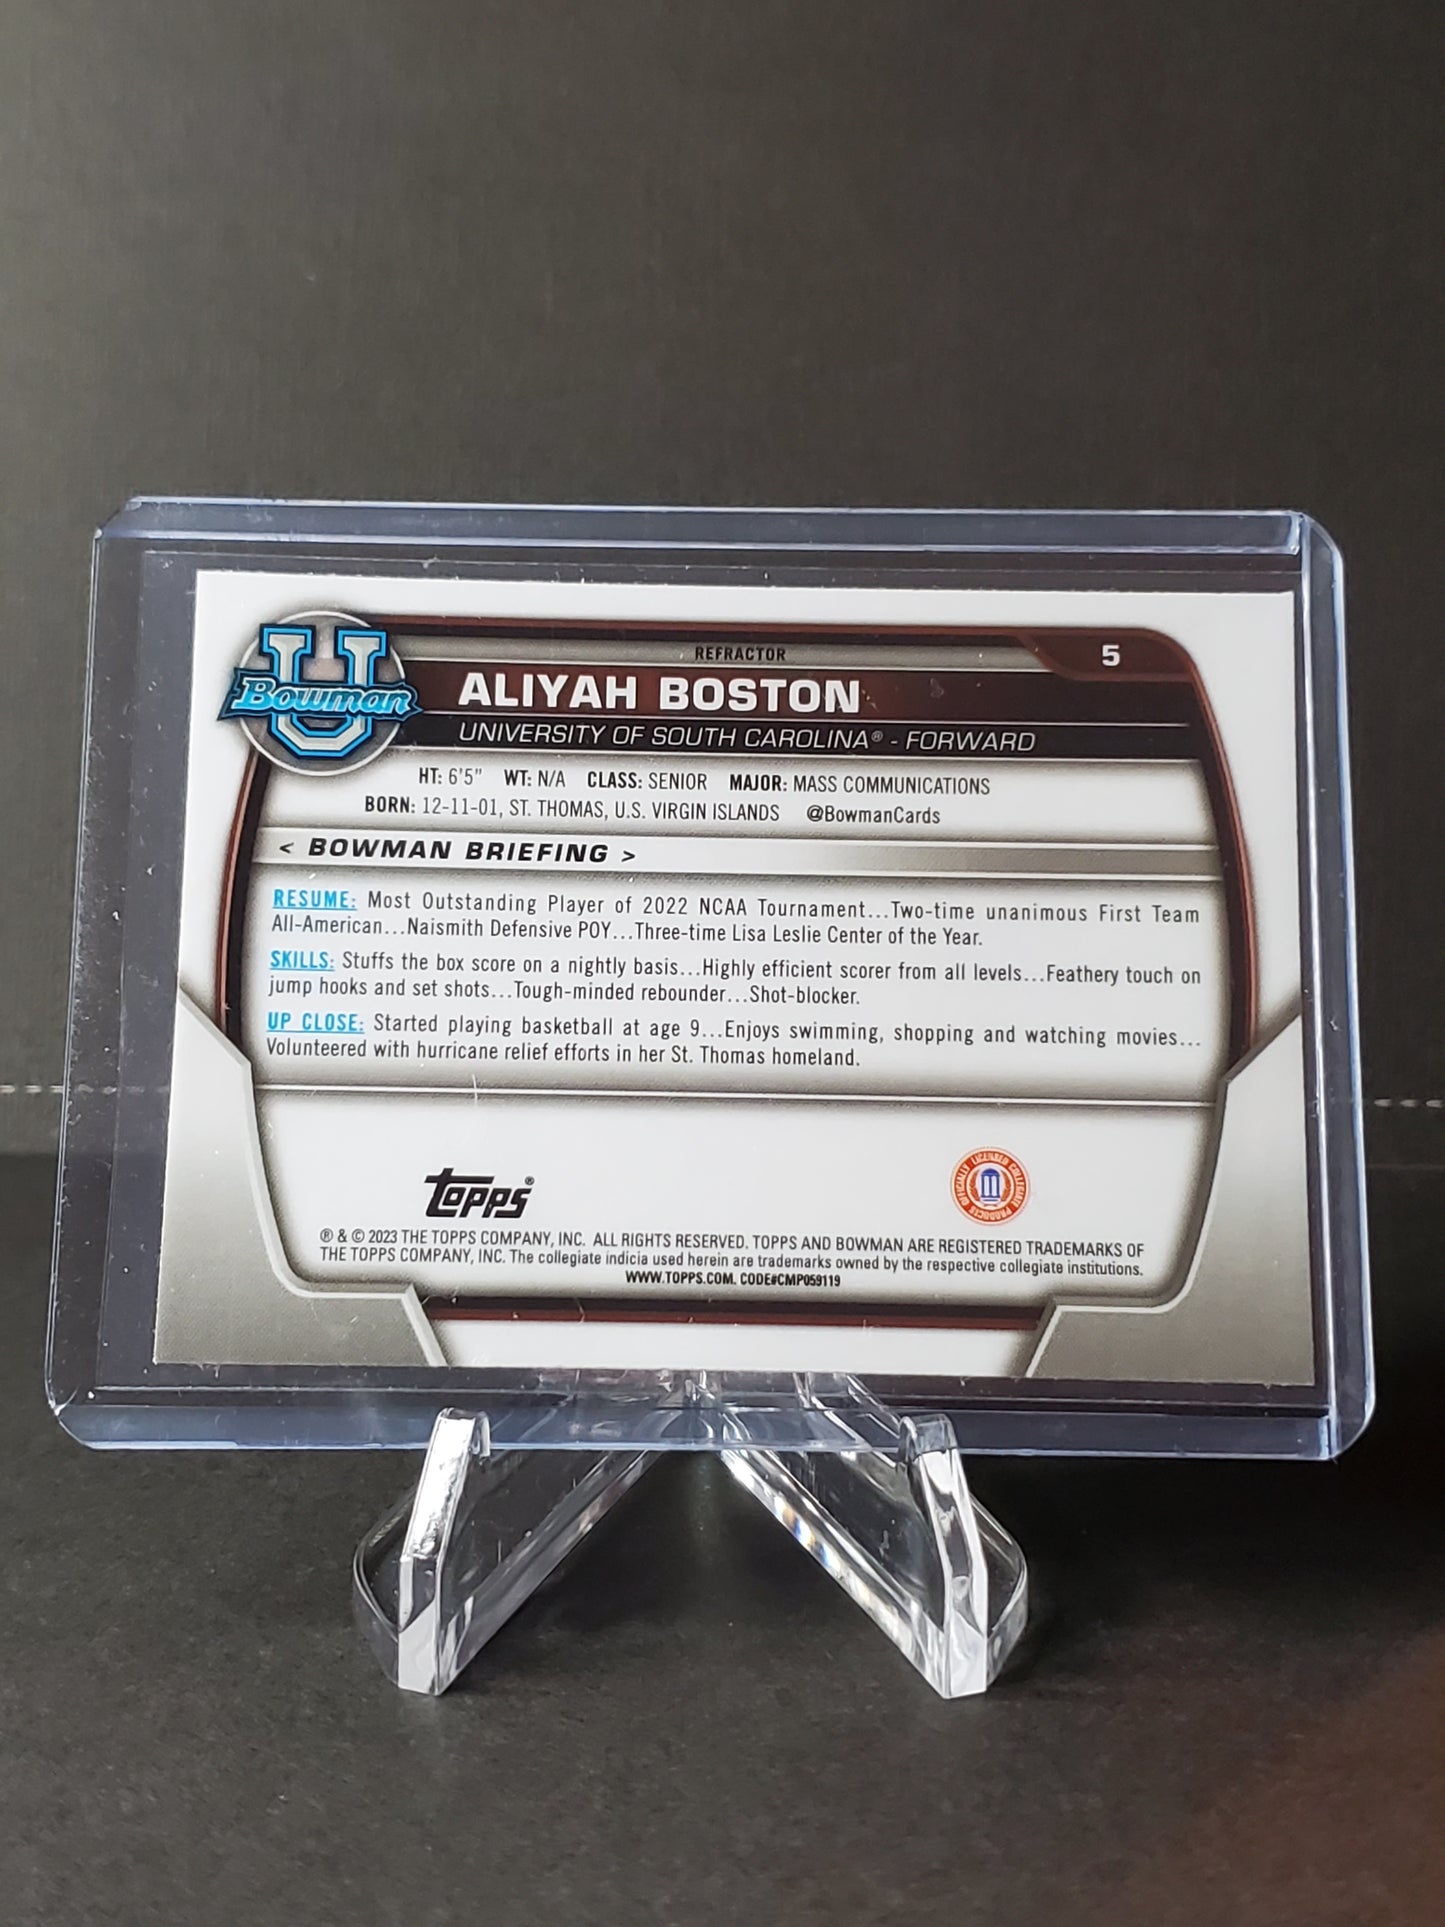 REFRACTOR
5
U
Bowman
ALIYAH BOSTON
UNIVERSITY OF SOUTH CAROLINA® - FORWARD
HT: 6'5" WT: N/A CLASS: SENIOR MAJOR: MASS COMMUNICATIONS
BORN: 12-11-01, ST. THOMAS, U.S. VIRGIN ISLANDS @BowmanCards
< BOWMAN BRIEFING >
RESUME: Most Outstanding Player of 2022 NCAA Tournament...Two-time unanimous First Team
All-American...Naismith Defensive POY...Three-time Lisa Leslie Center of the Year.
SKILLS: Stuffs the box score on a nightly basis...Highly efficient scorer from all levels...Feathery touch on
jump hooks and set shots...Tough-minded rebounder...Shot-blocker.
UP CLOSE: Started playing basketball at age 9...Enjoys swimming, shopping and watching movies...
Volunteered with hurricane relief efforts in her St. Thomas homeland.
topps®
OFFICIALLY LICENSED COLLEGIATE PRODUCTS
® & © 2023 THE TOPPS COMPANY, INC. ALL RIGHTS RESERVED. TOPPS AND BOWMAN ARE REGISTERED TRADEMARKS OF
THE TOPPS COMPANY, INC. The collegiate indicia used herein are trademarks owned by the respective collegiate institutions.
WWW.TOPPS.COM. CODE#CMP059119